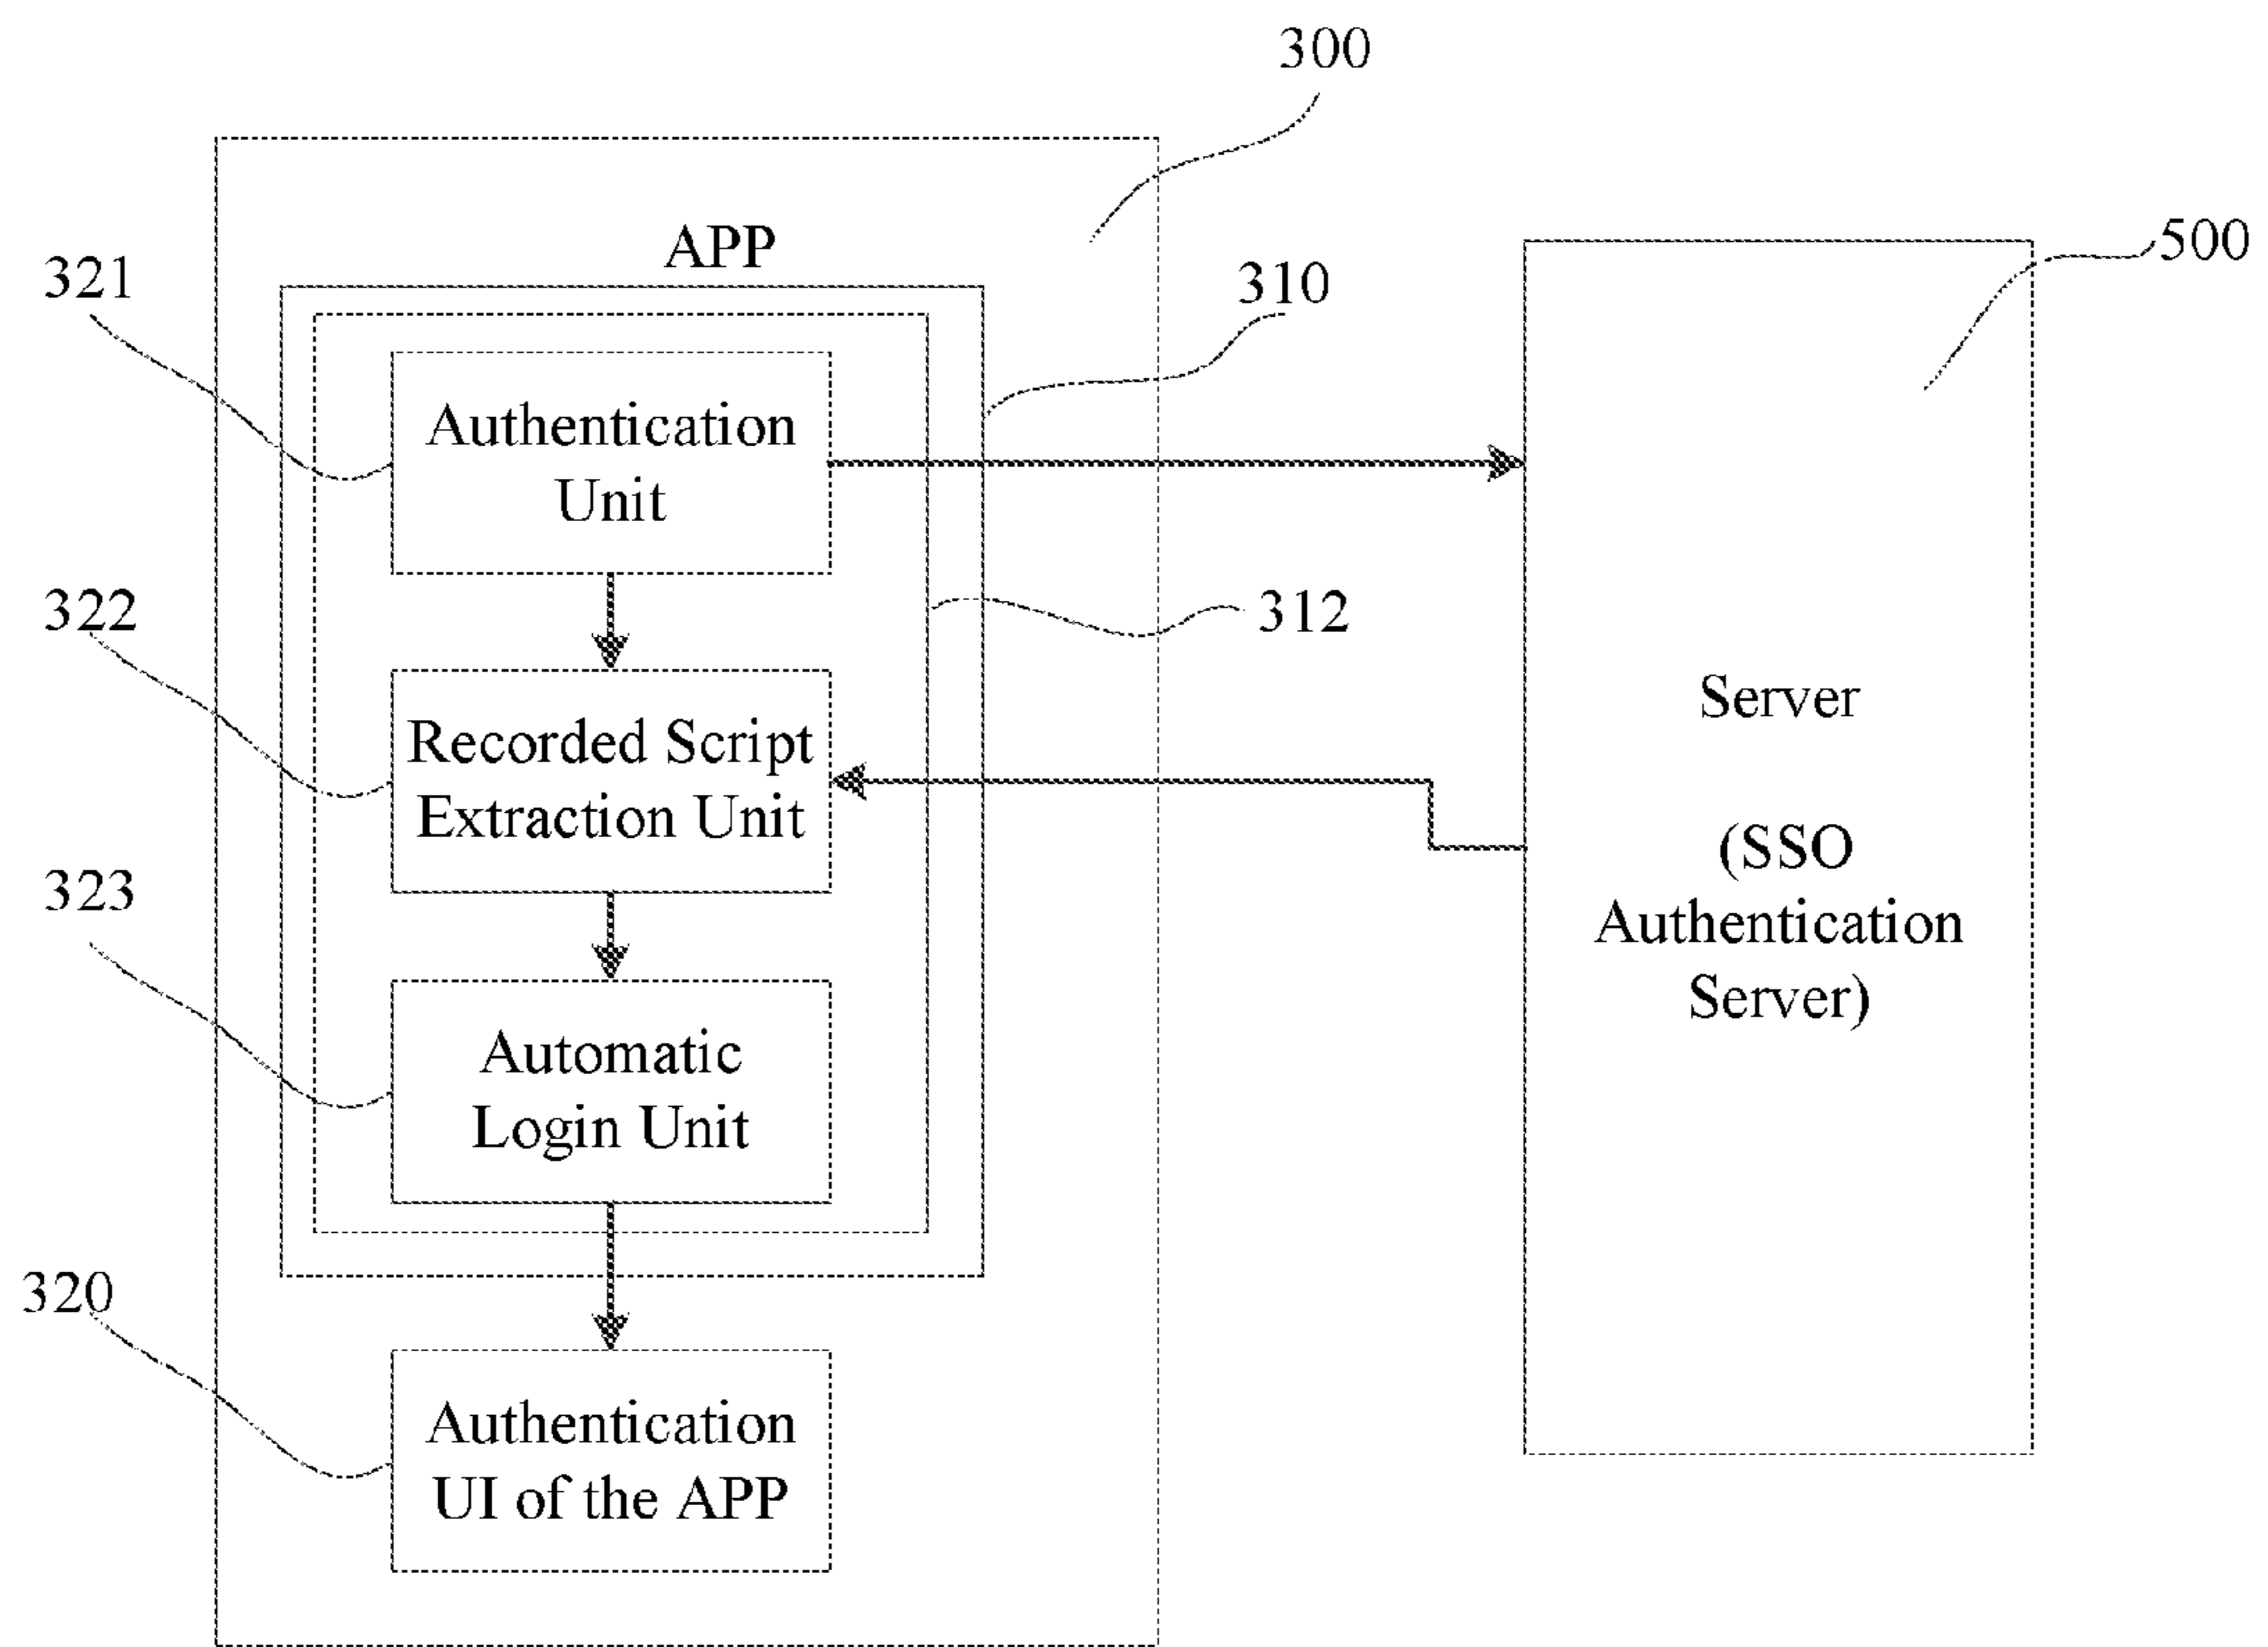 300
APP
500
321
310
Authentication
Unit
322
312
Recorded Script
Extraction Unit
Server
(SSO
Authentication
Server)
323
Automatic
Login Unit
320
Authentication
UI of the APP